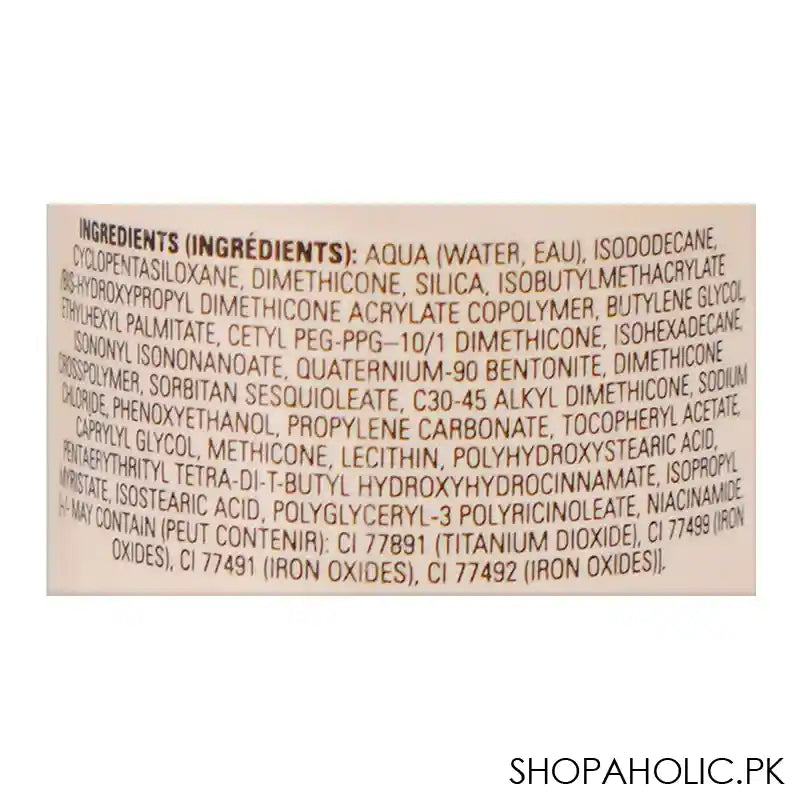 INGREDIENTS (INGRÉDIENTS): AQUA (WATER, EAU), ISODODECANE,
CYCLOPENTASILOXANE, DIMETHICONE, SILICA, ISOBUTYLMETHACRYLATE
/BIS-HYDROXYPROPYL DIMETHICONE ACRYLATE COPOLYMER, BUTYLENE GLYCOL,
ETHYLHEXYL PALMITATE, CETYL PEG-PPG–10/1 DIMETHICONE, ISOHEXADECANE,
ISONONYL ISONONANOATE, QUATERNIUM-90 BENTONITE, DIMETHICONE
CROSSPOLYMER, SORBITAN SESQUIOLEATE, C30-45 ALKYL DIMETHICONE, SODIUM
CHLORIDE, PHENOXYETHANOL, PROPYLENE CARBONATE, TOCOPHERYL ACETATE,
CAPRYLYL GLYCOL, METHICONE, LECITHIN, POLYHYDROXYSTEARIC ACID,
PENTAERYTHRITYL TETRA-DI-T-BUTYL HYDROXYHYDROCINNAMATE, ISOPROPYL
MYRISTATE, ISOSTEARIC ACID, POLYGLYCERYL-3 POLYRICINOLEATE, NIACINAMIDE.
[+/- MAY CONTAIN (PEUT CONTENIR): CI 77891 (TITANIUM DIOXIDE), CI 77499 (IRON
OXIDES), CI 77491 (IRON OXIDES), CI 77492 (IRON OXIDES)].
SHOPAHOLIC.PK